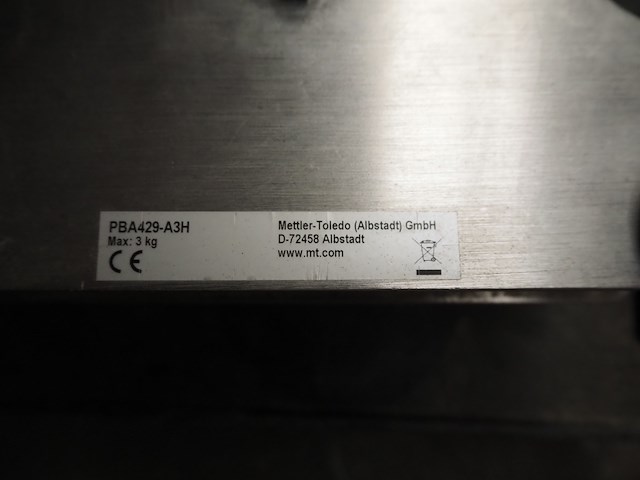 PBA429-A3H
Max: 3 kg
CE
Mettler-Toledo (Albstadt) GmbH
D-72458 Albstadt
www.mt.com